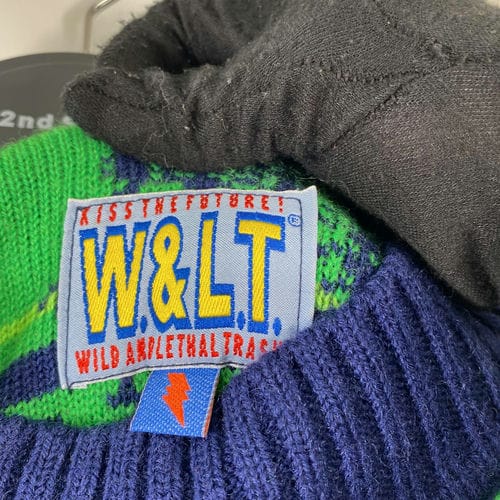 2nd
KISS THE FUTURE!
W.&L.T.®
WILD AND LETHAL TRASH